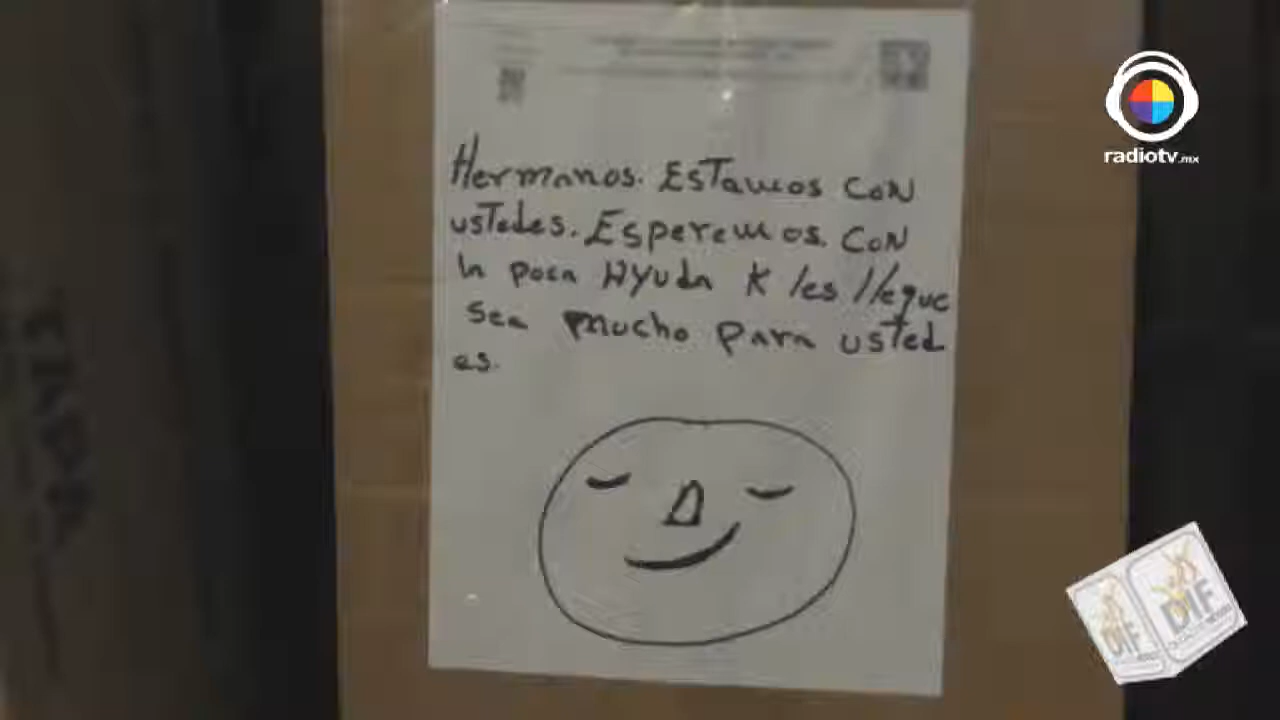 radiotv.mx
Hermanos. Estamos con
ustedes. Esperemos. con
la poca Ayuda K les llegue
sea mucho para usted
es.
DIF
DIF